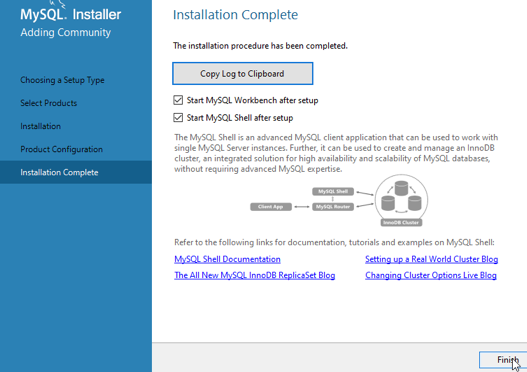 MySQL. Installer
Adding Community
Choosing a Setup Type
Select Products
Installation
Product Configuration
Installation Complete
Installation Complete
The installation procedure has been completed.
Copy Log to Clipboard
Start MySQL Workbench after setup
Start MySQL Shell after setup
The MySQL Shell is an advanced MySQL client application that can be used to work with
single MySQL Server instances. Further, it can be used to create and manage an InnoDB
cluster, an integrated solution for high availability and scalability of MySQL databases,
without requiring advanced MySQL expertise.
MySQL Shell
Client App
MySQL Router
InnoDB Cluster
Refer to the following links for documentation, tutorials and examples on MySQL Shell:
MySQL Shell Documentation
Setting up a Real World Cluster Blog
The All New MySQL InnoDB ReplicaSet Blog
Changing Cluster Options Live Blog
Finish